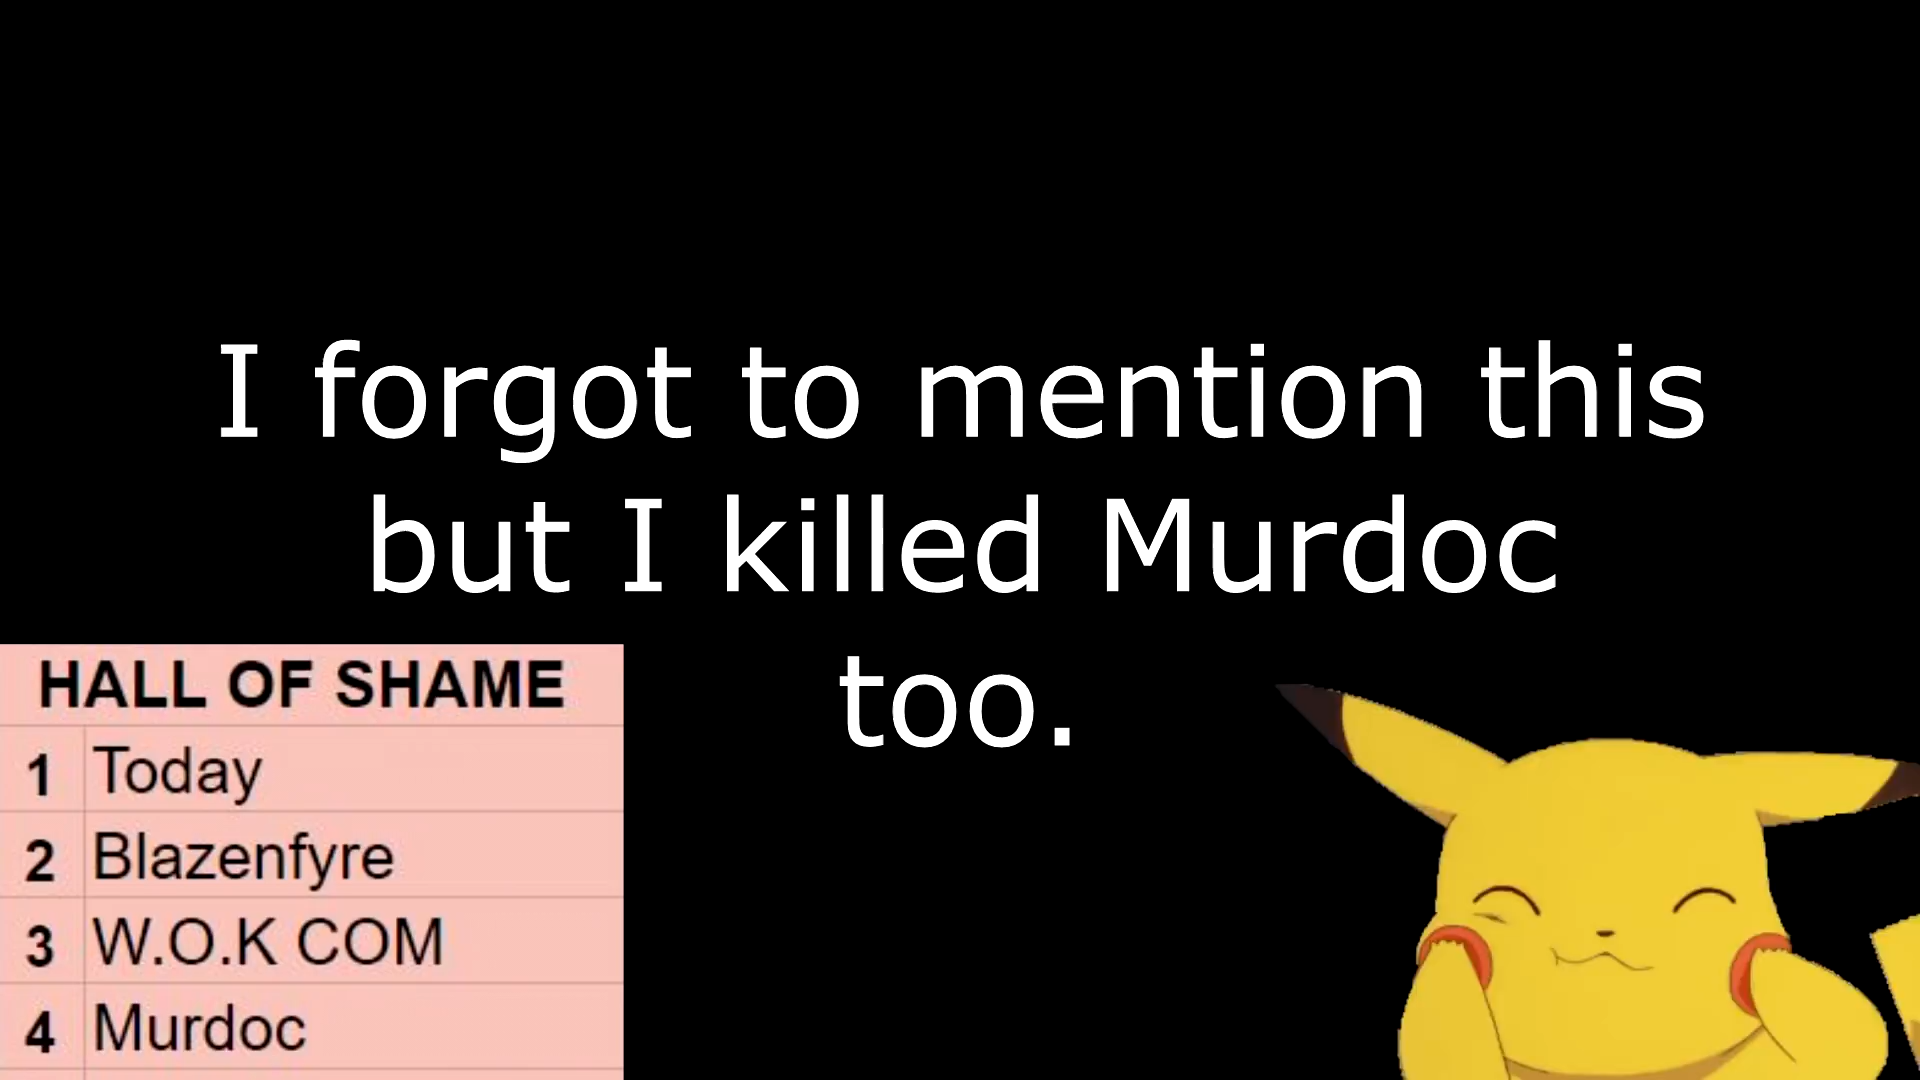 I forgot to mention this
but I killed Murdoc
too.
HALL OF SHAME
1 Today
2 Blazenfyre
3 W.O.K COM
4 Murdoc